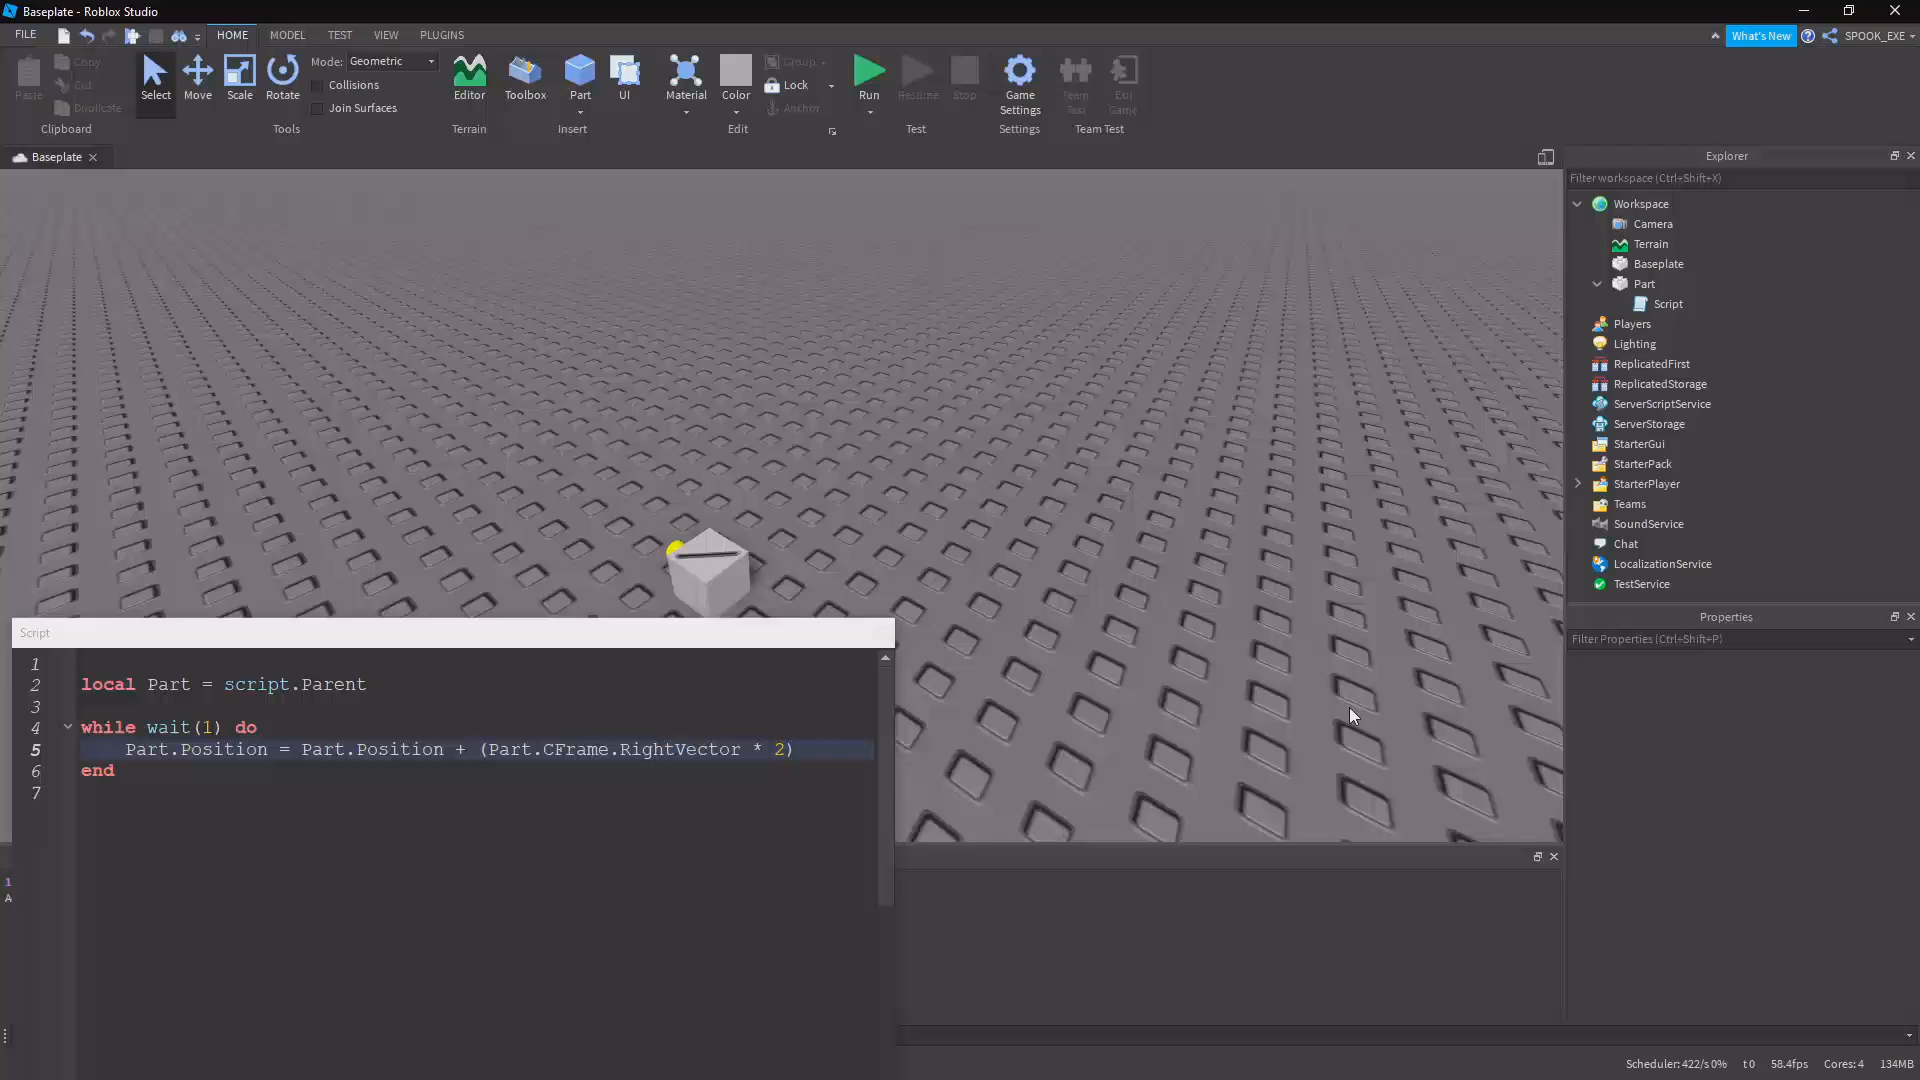 Baseplate - Roblox Studio
FILE
HOME
MODEL
TEST
VIEW
PLUGINS
What's New
SPOOK_EXE
Paste
Copy
Cut
Duplicate
Clipboard
Select
Move
Scale
Rotate
Mode: Geometric
Collisions
Join Surfaces
Tools
Editor
Terrain
Toolbox
Part
UI
Insert
Material
Color
Group
Lock
Anchor
Edit
Run
Resume
Stop
Test
Game
Settings
Settings
Team
Test
Exit
Game
Team Test
Baseplate
Explorer
Filter workspace (Ctrl+Shift+X)
Workspace
Camera
Terrain
Baseplate
Part
Script
Players
Lighting
ReplicatedFirst
ReplicatedStorage
ServerScriptService
ServerStorage
StarterGui
StarterPack
StarterPlayer
Teams
SoundService
Chat
LocalizationService
TestService
Properties
Filter Properties (Ctrl+Shift+P)
Script
1
2 local Part = script.Parent
3
4 while wait(1) do
5 Part.Position = Part.Position + (Part.CFrame.RightVector * 2)
6 end
7
1
A
Scheduler: 422/s 0% t 0 58.4fps Cores: 4 134MB